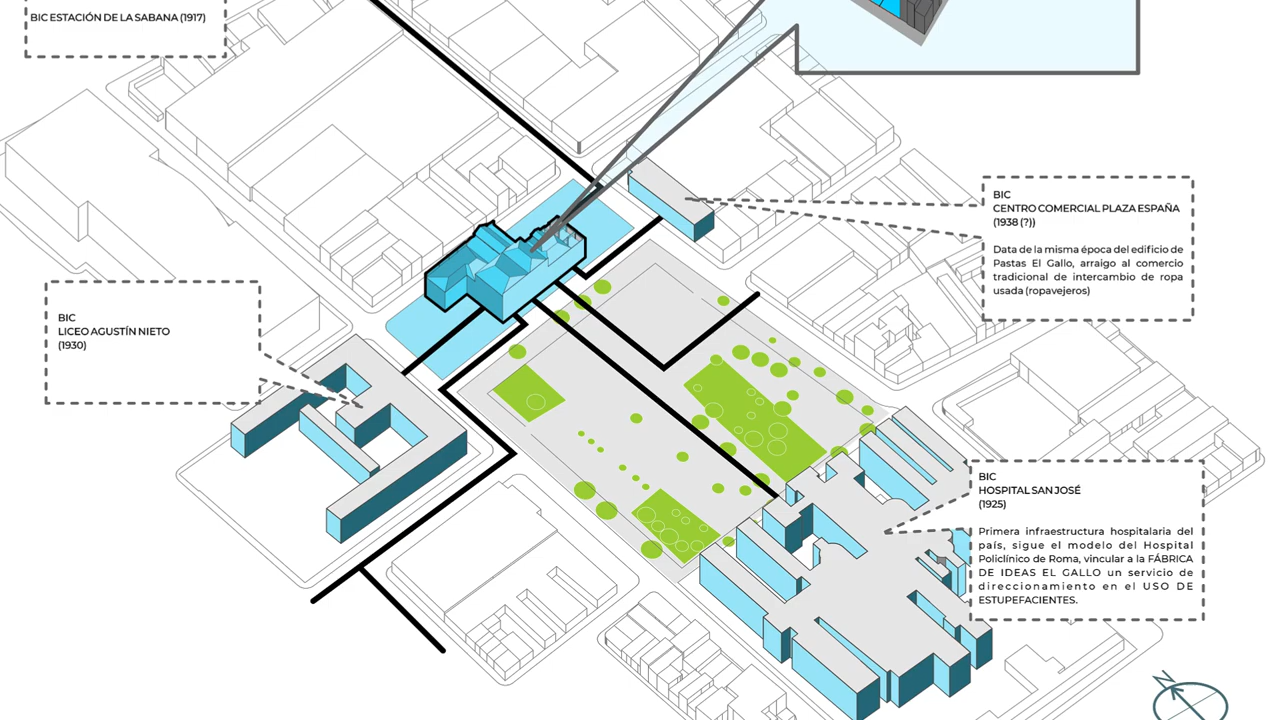 BIC ESTACIÓN DE LA SABANA (1917)
BIC
CENTRO COMERCIAL PLAZA ESPAÑA
(1938 (?))
Data de la misma época del edificio de
Pastas El Gallo, arraigo al comercio
tradicional de intercambio de ropa
usada (ropavejeros)
BIC
LICEO AGUSTÍN NIETO
(1930)
BIC
HOSPITAL SAN JOSÉ
(1925)
Primera infraestructura hospitalaria del
país, sigue el modelo del Hospital
Policlínico de Roma, vincular a la FÁBRICA
DE IDEAS EL GALLO un servicio de
direccionamiento en el USO DE
ESTUPEFACIENTES.
N